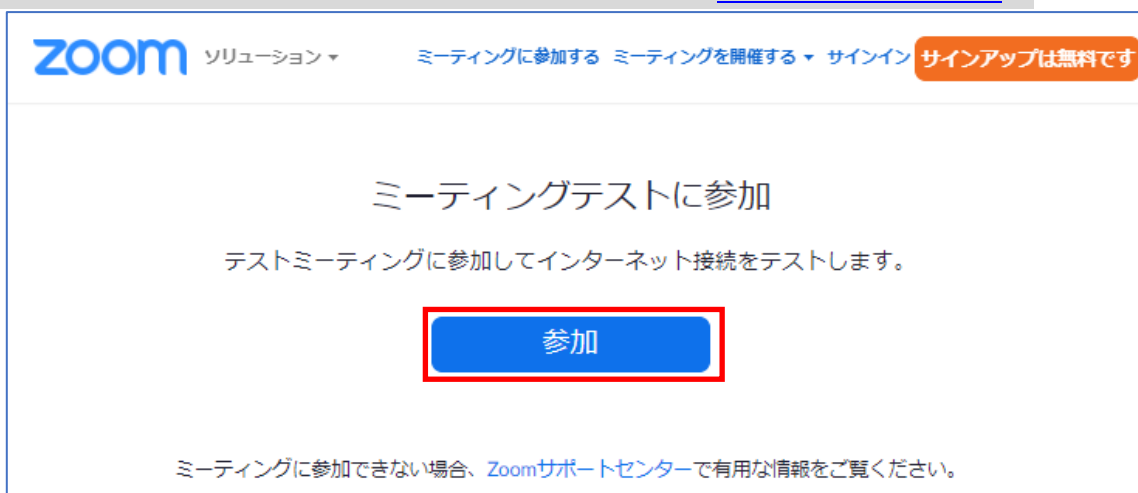 zoom ソリューション ▾ ミーティングに参加する ミーティングを開催する ▾ サインイン サインアップは無料です
ミーティングテストに参加
テストミーティングに参加してインターネット接続をテストします。
参加
ミーティングに参加できない場合、Zoomサポートセンターで有用な情報をご覧ください。